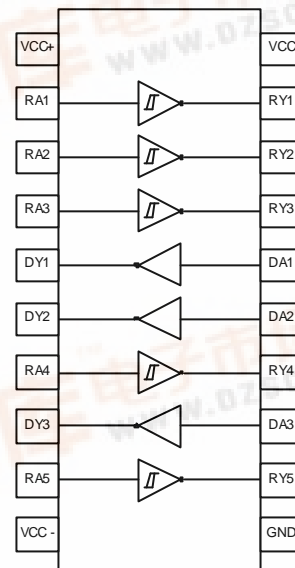 VCC+ VCC
RA1 RY1
RA2 RY2
RA3 RY3
DY1 DA1
DY2 DA2
RA4 RY4
DY3 DA3
RA5 RY5
VCC - GND